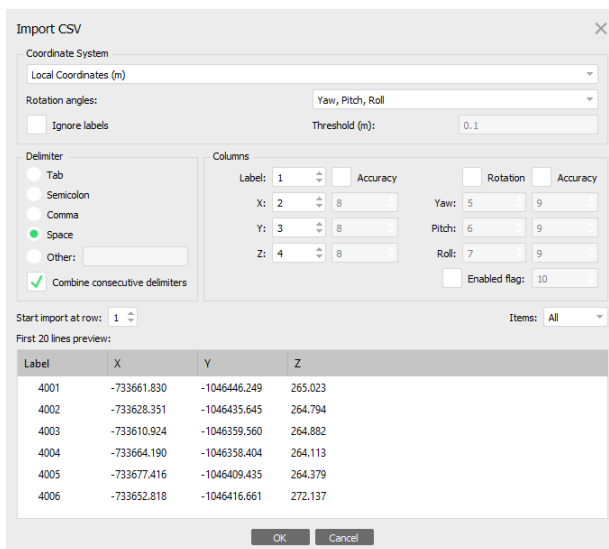 Import CSV
Coordinate System
Local Coordinates (m)
Rotation angles: Yaw, Pitch, Roll
Ignore labels Threshold (m): 0.1
Delimiter
Tab
Semicolon
Comma
Space
Other:
Combine consecutive delimiters
Columns
Label: 1 Accuracy Rotation Accuracy
X: 2 8 Yaw: 5 9
Y: 3 8 Pitch: 6 9
Z: 4 8 Roll: 7 9
Enabled flag: 10
Start import at row: 1 Items: All
First 20 lines preview:
Label X Y Z
4001 -733661.830 -1046446.249 265.023
4002 -733628.351 -1046435.645 264.794
4003 -733610.924 -1046359.560 264.882
4004 -733664.190 -1046358.404 264.113
4005 -733677.416 -1046409.435 264.379
4006 -733652.818 -1046416.661 272.137
OK Cancel